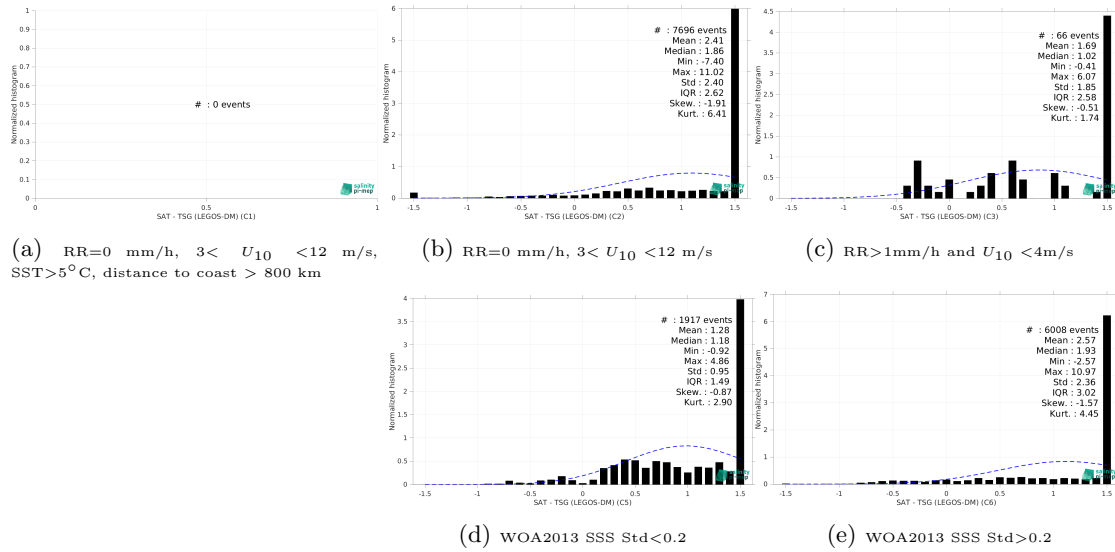 1
0.9
0.8
0.7
0.6
0.5
0.4
0.3
0.2
0.1
0
Normalized histogram
# : 0 events
salinity
pi-mep
0
0.5
1
SAT - TSG (LEGOS-DM) (C1)
(a) RR=0 mm/h, 3< U10 <12 m/s,
SST>5°C, distance to coast > 800 km
6
5
4
3
2
1
0
Normalized histogram
# : 7696 events
Mean : 2.41
Median : 1.86
Min : -7.40
Max : 11.02
Std : 2.40
IQR : 2.62
Skew. : -1.91
Kurt. : 6.41
salinity
pi-mep
-1.5
-1
-0.5
0
0.5
1
1.5
SAT - TSG (LEGOS-DM) (C2)
(b) RR=0 mm/h, 3< U10 <12 m/s
4.5
4
3.5
3
2.5
2
1.5
1
0.5
0
Normalized histogram
# : 66 events
Mean : 1.69
Median : 1.02
Min : -0.41
Max : 6.07
Std : 1.85
IQR : 2.58
Skew. : -0.51
Kurt. : 1.74
salinity
pi-mep
-1.5
-1
-0.5
0
0.5
1
1.5
SAT - TSG (LEGOS-DM) (C3)
(c) RR>1mm/h and U10 <4m/s
4
3.5
3
2.5
2
1.5
1
0.5
0
Normalized histogram
# : 1917 events
Mean : 1.28
Median : 1.18
Min : -0.92
Max : 4.86
Std : 0.95
IQR : 1.49
Skew. : -0.87
Kurt. : 2.90
salinity
pi-mep
-1.5
-1
-0.5
0
0.5
1
1.5
SAT - TSG (LEGOS-DM) (C5)
(d) WOA2013 SSS Std<0.2
7
6
5
4
3
2
1
0
Normalized histogram
# : 6008 events
Mean : 2.57
Median : 1.93
Min : -2.57
Max : 10.97
Std : 2.36
IQR : 3.02
Skew. : -1.57
Kurt. : 4.45
salinity
pi-mep
-1.5
-1
-0.5
0
0.5
1
1.5
SAT - TSG (LEGOS-DM) (C6)
(e) WOA2013 SSS Std>0.2